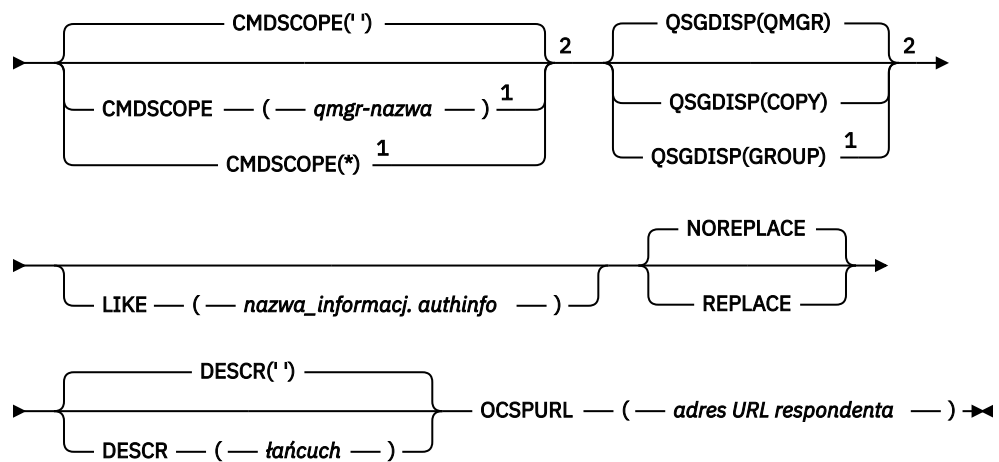 CMDSCOPE(' ') QSGDISP(QMGR)
2 2
CMDSCOPE ( qmgr-nazwa ) 1 QSGDISP(COPY)
CMDSCOPE(*) 1 QSGDISP(GROUP) 1
NOREPLACE
LIKE ( nazwa_informacj. authinfo ) REPLACE
DESCR(' ')
OCSPURL ( adres URL respondenta )
DESCR ( łańcuch )